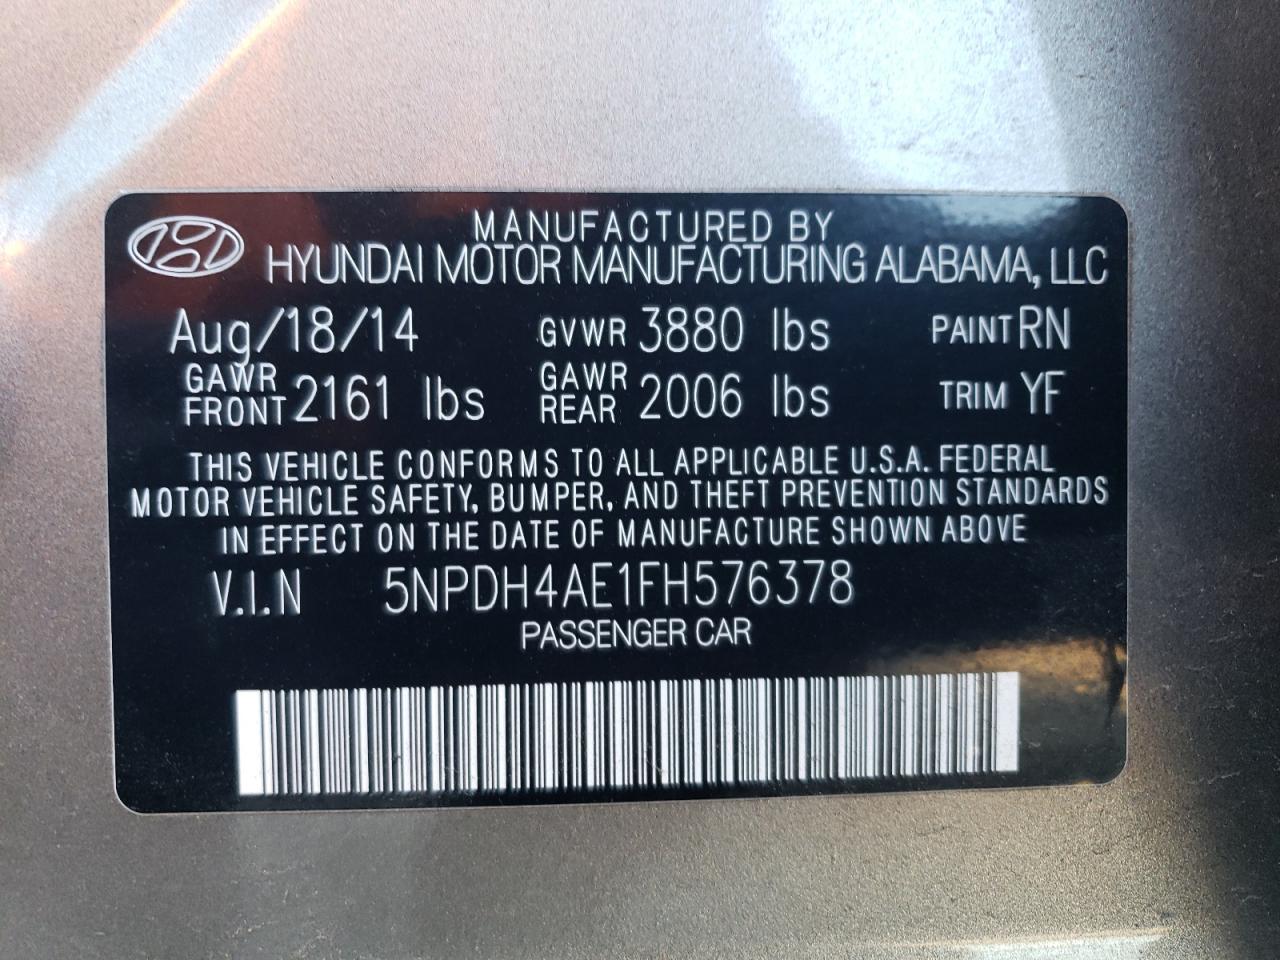 MANUFACTURED BY
HYUNDAI MOTOR MANUFACTURING ALABAMA, LLC
Aug/18/14 GVWR 3880 lbs PAINT RN
GAWR FRONT 2161 lbs GAWR REAR 2006 lbs TRIM YF
THIS VEHICLE CONFORMS TO ALL APPLICABLE U.S.A. FEDERAL
MOTOR VEHICLE SAFETY, BUMPER, AND THEFT PREVENTION STANDARDS
IN EFFECT ON THE DATE OF MANUFACTURE SHOWN ABOVE
V.I.N 5NPDH4AE1FH576378
PASSENGER CAR